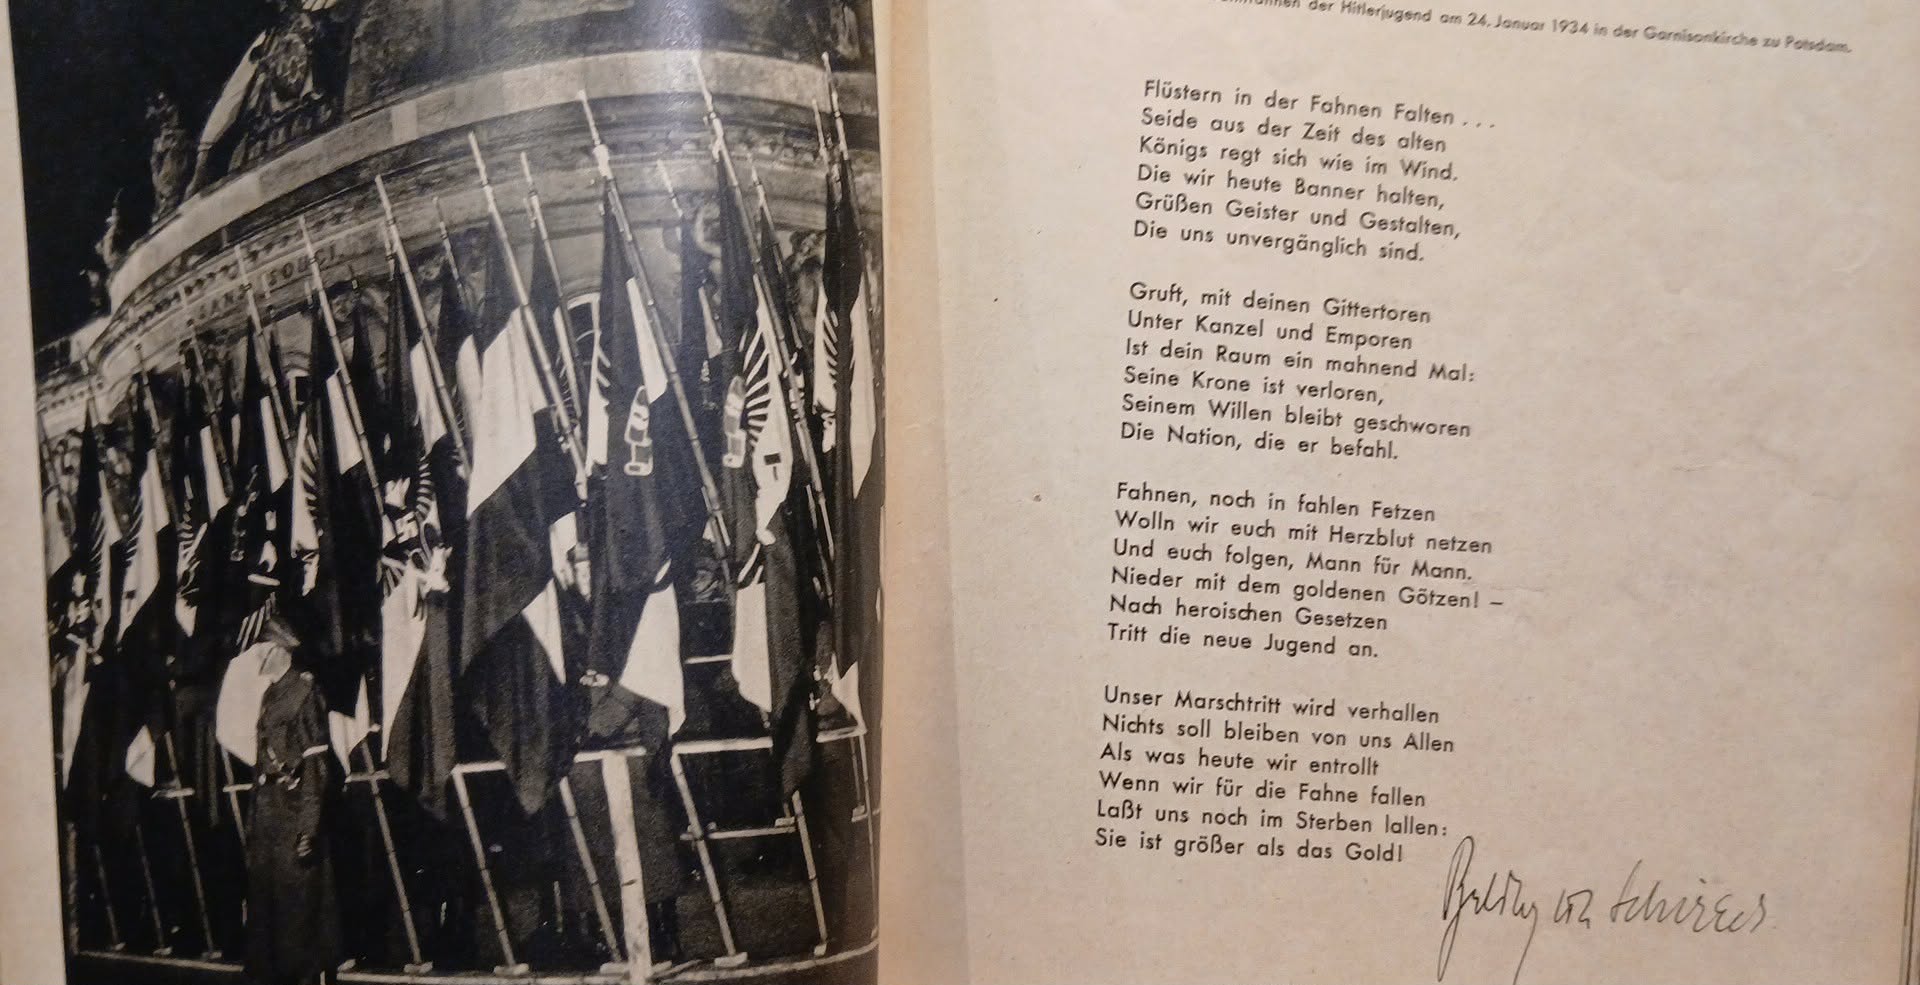 SANS SOUCI.
der Hitlerjugend am 24. Januar 1934 in der Garnisonkirche zu Potsdam.
Flüstern in der Fahnen Falten . . .
Seide aus der Zeit des alten
Königs regt sich wie im Wind.
Die wir heute Banner halten,
Grüßen Geister und Gestalten,
Die uns unvergänglich sind.
Gruft, mit deinen Gittertoren
Unter Kanzel und Emporen
Ist dein Raum ein mahnend Mal:
Seine Krone ist verloren,
Seinem Willen bleibt geschworen
Die Nation, die er befahl.
Fahnen, noch in fahlen Fetzen
Wolln wir euch mit Herzblut netzen
Und euch folgen, Mann für Mann.
Nieder mit dem goldenen Götzen! –
Nach heroischen Gesetzen
Tritt die neue Jugend an.
Unser Marschtritt wird verhallen
Nichts soll bleiben von uns Allen
Als was heute wir entrollt
Wenn wir für die Fahne fallen
Laßt uns noch im Sterben lallen:
Sie ist größer als das Gold!
Baldur von Schirach